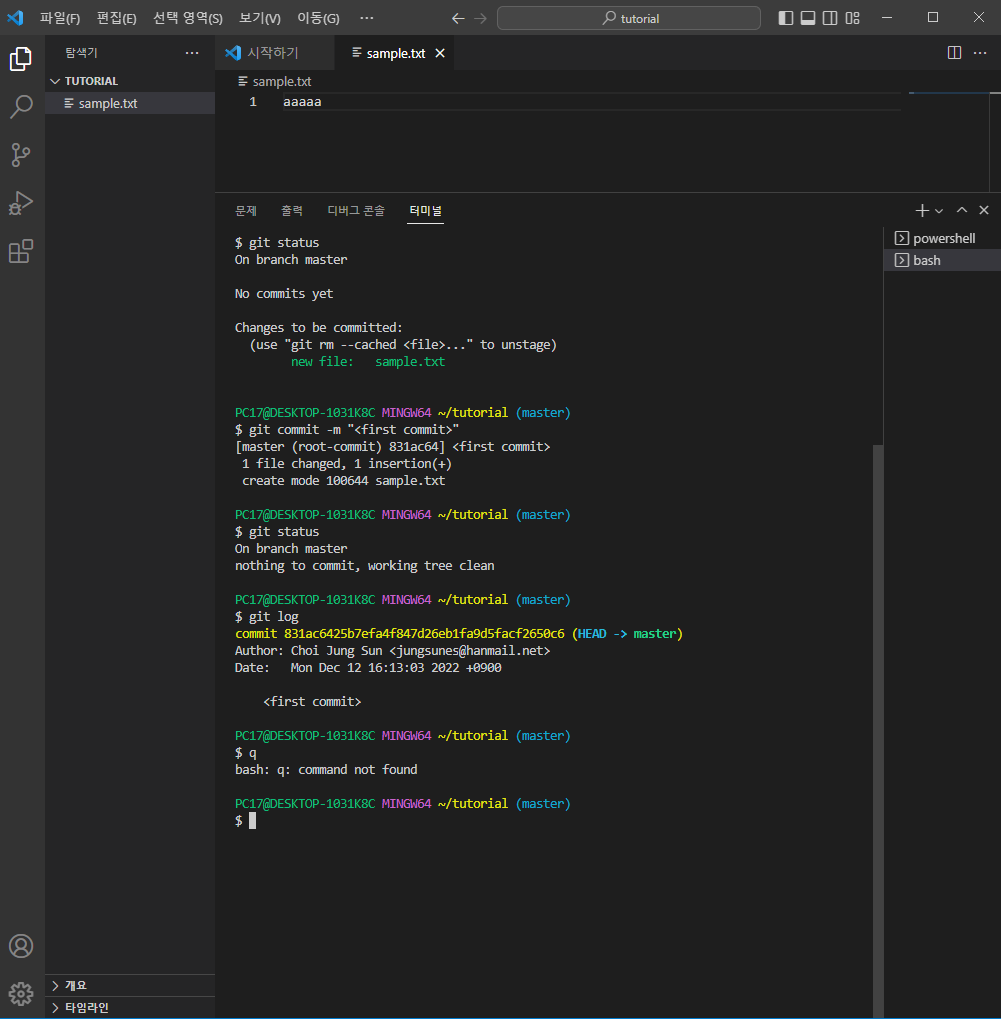 파일(F) 편집(E) 선택 영역(S) 보기(V) 이동(G) ··· tutorial
탐색기 ···
TUTORIAL
sample.txt
시작하기 sample.txt ···
sample.txt
1 aaaaa
문제 출력 디버그 콘솔 터미널
powershell
bash
$ git status
On branch master
No commits yet
Changes to be committed:
(use "git rm --cached <file>..." to unstage)
new file: sample.txt
PC17@DESKTOP-1031K8C MINGW64 ~/tutorial (master)
$ git commit -m "<first commit>"
[master (root-commit) 831ac64] <first commit>
1 file changed, 1 insertion(+)
create mode 100644 sample.txt
PC17@DESKTOP-1031K8C MINGW64 ~/tutorial (master)
$ git status
On branch master
nothing to commit, working tree clean
PC17@DESKTOP-1031K8C MINGW64 ~/tutorial (master)
$ git log
commit 831ac6425b7efa4f847d26eb1fa9d5facf2650c6 (HEAD -> master)
Author: Choi Jung Sun <jungsunes@hanmail.net>
Date: Mon Dec 12 16:13:03 2022 +0900
<first commit>
PC17@DESKTOP-1031K8C MINGW64 ~/tutorial (master)
$ q
bash: q: command not found
PC17@DESKTOP-1031K8C MINGW64 ~/tutorial (master)
$
개요
타임라인